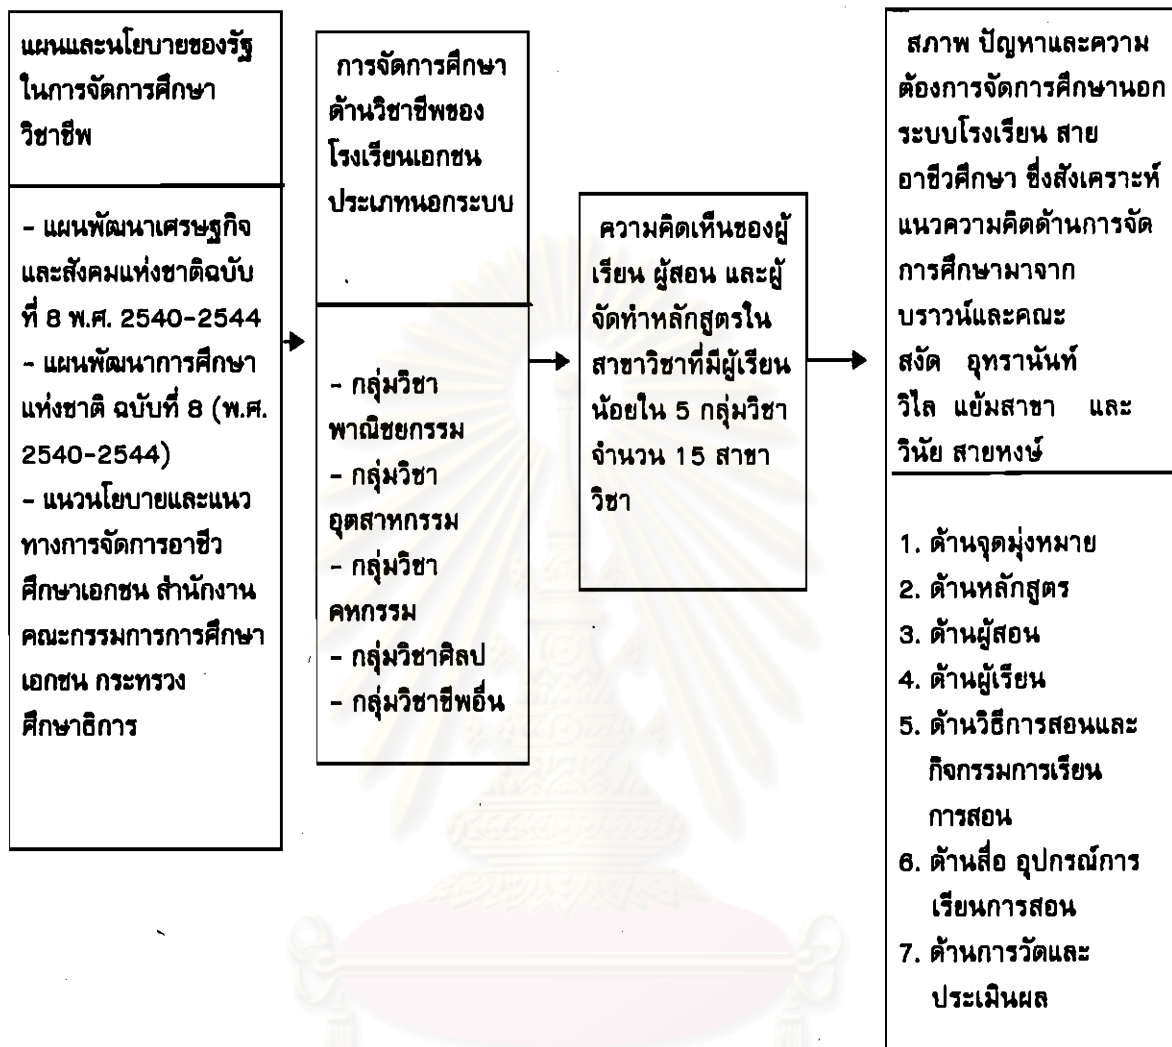 แผนและนโยบายของรัฐ
ในการจัดการศึกษา
วิชาชีพ
– แผนพัฒนาเศรษฐกิจ
และสังคมแห่งชาติฉบับ
ที่ 8 พ.ศ. 2540-2544
– แผนพัฒนาการศึกษา
แห่งชาติ ฉบับที่ 8 (พ.ศ.
2540-2544)
– แนวนโยบายและแนว
ทางการจัดการอาชีว
ศึกษาเอกชน สำนักงาน
คณะกรรมการการศึกษา
เอกชน กระทรวง
ศึกษาธิการ
การจัดการศึกษา
ด้านวิชาชีพของ
โรงเรียนเอกชน
ประเภทนอกระบบ
– กลุ่มวิชา
พาณิชยกรรม
– กลุ่มวิชา
อุตสาหกรรม
– กลุ่มวิชา
คหกรรม
– กลุ่มวิชาศิลป
– กลุ่มวิชาชีพอื่น
ความคิดเห็นของผู้
เรียน ผู้สอน และผู้
จัดทำหลักสูตรใน
สาขาวิชาที่มีผู้เรียน
น้อยใน 5 กลุ่มวิชา
จำนวน 15 สาขา
วิชา
สภาพ ปัญหาและความ
ต้องการจัดการศึกษานอก
ระบบโรงเรียน สาย
อาชีวศึกษา ซึ่งสังเคราะห์
แนวความคิดด้านการจัด
การศึกษามาจาก
บราวน์และคณะ
สงัด อุทรานันท์
วิไล แย้มสาขา และ
วินัย สายหงษ์
1. ด้านจุดมุ่งหมาย
2. ด้านหลักสูตร
3. ด้านผู้สอน
4. ด้านผู้เรียน
5. ด้านวิธีการสอนและ
กิจกรรมการเรียน
การสอน
6. ด้านสื่อ อุปกรณ์การ
เรียนการสอน
7. ด้านการวัดและ
ประเมินผล